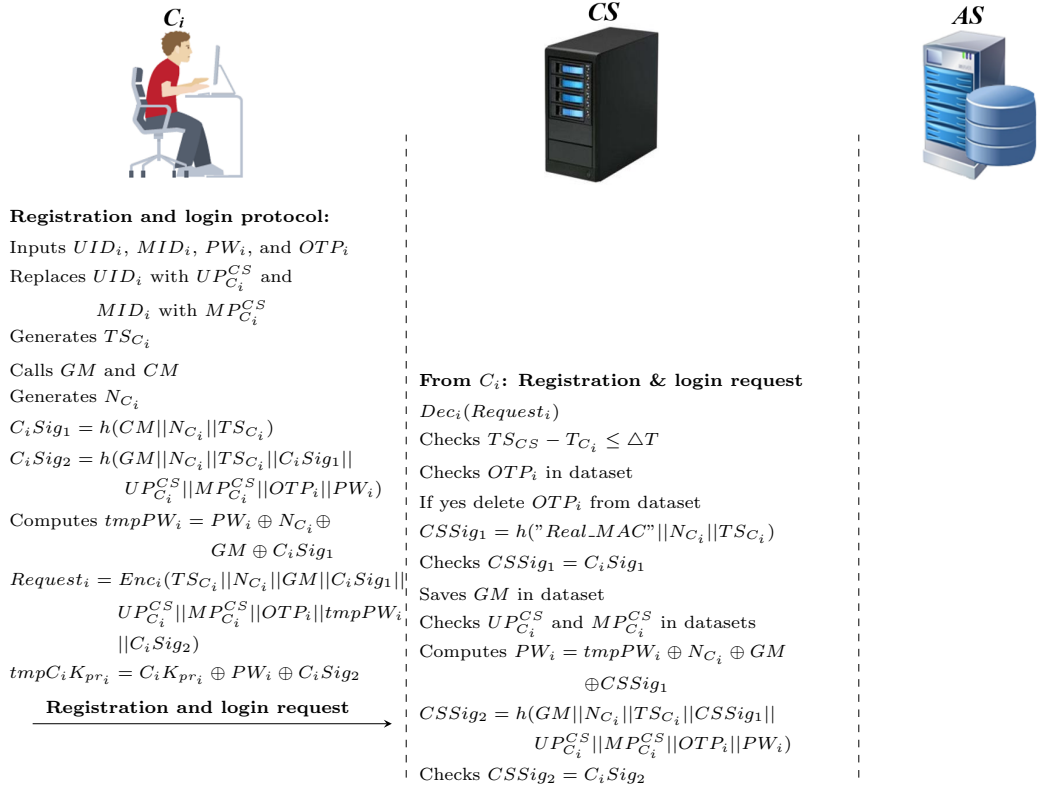 C_i
CS
AS
Registration and login protocol:
Inputs UID_i, MID_i, PW_i, and OTP_i
Replaces UID_i with UP_{C_i}^{CS} and
MID_i with MP_{C_i}^{CS}
Generates TS_{C_i}
Calls GM and CM
Generates N_{C_i}
C_iSig_1 = h(CM||N_{C_i}||TS_{C_i})
C_iSig_2 = h(GM||N_{C_i}||TS_{C_i}||C_iSig_1||
UP_{C_i}^{CS}||MP_{C_i}^{CS}||OTP_i||PW_i)
Computes tmpPW_i = PW_i ⊕ N_{C_i}⊕
GM ⊕ C_iSig_1
Request_i = Enc_i(TS_{C_i}||N_{C_i}||GM||C_iSig_1||
UP_{C_i}^{CS}||MP_{C_i}^{CS}||OTP_i||tmpPW_i
||C_iSig_2)
tmpC_iK_{pr_i} = C_iK_{pr_i} ⊕ PW_i ⊕ C_iSig_2
Registration and login request
From C_i: Registration & login request
Dec_i(Request_i)
Checks TS_{CS} − T_{C_i} ≤ △T
Checks OTP_i in dataset
If yes delete OTP_i from dataset
CSSig_1 = h("Real_MAC"||N_{C_i}||TS_{C_i})
Checks CSSig_1 = C_iSig_1
Saves GM in dataset
Checks UP_{C_i}^{CS} and MP_{C_i}^{CS} in datasets
Computes PW_i = tmpPW_i ⊕ N_{C_i} ⊕ GM
⊕CSSig_1
CSSig_2 = h(GM||N_{C_i}||TS_{C_i}||CSSig_1||
UP_{C_i}^{CS}||MP_{C_i}^{CS}||OTP_i||PW_i)
Checks CSSig_2 = C_iSig_2